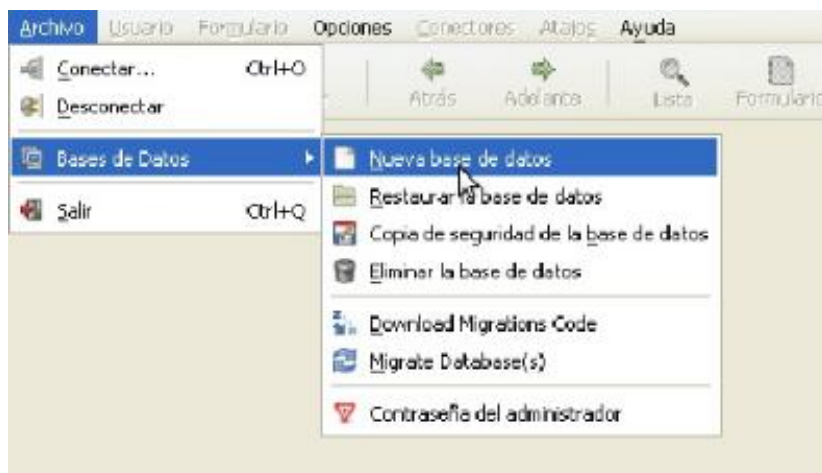 Archivo Usuario Formulario Opciones Conectores Atajos Ayuda
Conectar... Ctrl+O
Desconectar
Bases de Datos
Salir Ctrl+Q
Atrás Adelante Lista Formulario
Nueva base de datos
Restaurar la base de datos
Copia de seguridad de la base de datos
Eliminar la base de datos
Download Migrations Code
Migrate Database(s)
Contraseña del administrador